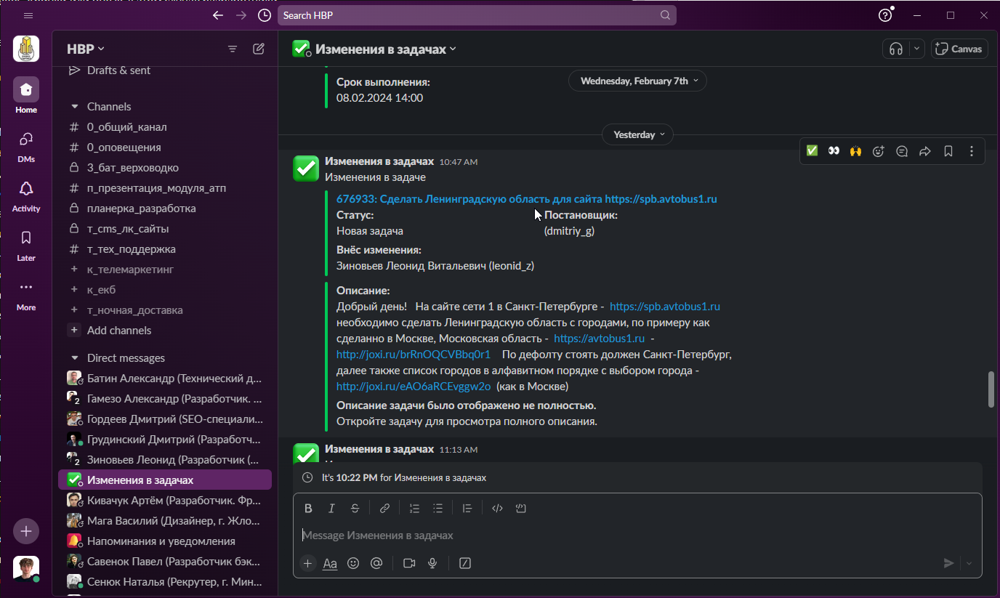 Search HBP
HBP
Drafts & sent
Channels
0_общий_канал
0_оповещения
3_бат_верховодко
п_презентация_модуля_атп
планерка_разработка
т_cms_лк_сайты
т_тех_поддержка
к_телемаркетинг
к_екб
т_ночная_доставка
Add channels
Direct messages
Батин Александр (Технический д...
2 Гамезо Александр (Разработчик. ...
Гордеев Дмитрий (SEO-специали...
Грудинский Дмитрий (Разработч...
2 Зиновьев Леонид (Разработчик (...
Изменения в задачах
Кивачук Артём (Разработчик. Фр...
Мага Василий (Дизайнер, г. Жло...
Напоминания и уведомления
Савенок Павел (Разработчик бэк...
Сенюк Наталья (Рекрутер, г. Мин...
Home
DMs
Activity
Later
More
Изменения в задачах
Canvas
Wednesday, February 7th
Срок выполнения:
08.02.2024 14:00
Yesterday
Изменения в задачах 10:47 AM
Изменения в задаче
676933: Сделать Ленинградскую область для сайта https://spb.avtobus1.ru
Статус: Постановщик:
Новая задача (dmitriy_g)
Внёс изменения:
Зиновьев Леонид Витальевич (leonid_z)
Описание:
Добрый день! На сайте сети 1 в Санкт-Петербурге - https://spb.avtobus1.ru
необходимо сделать Ленинградскую область с городами, по примеру как
сделанно в Москве, Московская область - https://avtobus1.ru -
http://joxi.ru/brRnOQCVBbq0r1 По дефолту стоять должен Санкт-Петербург,
далее также список городов в алфавитном порядке с выбором города -
http://joxi.ru/eAO6aRCEvggw2o (как в Москве)
Описание задачи было отображено не полностью.
Откройте задачу для просмотра полного описания.
Изменения в задачах 11:13 AM
It's 10:22 PM for Изменения в задачах
Message Изменения в задачах
Aa